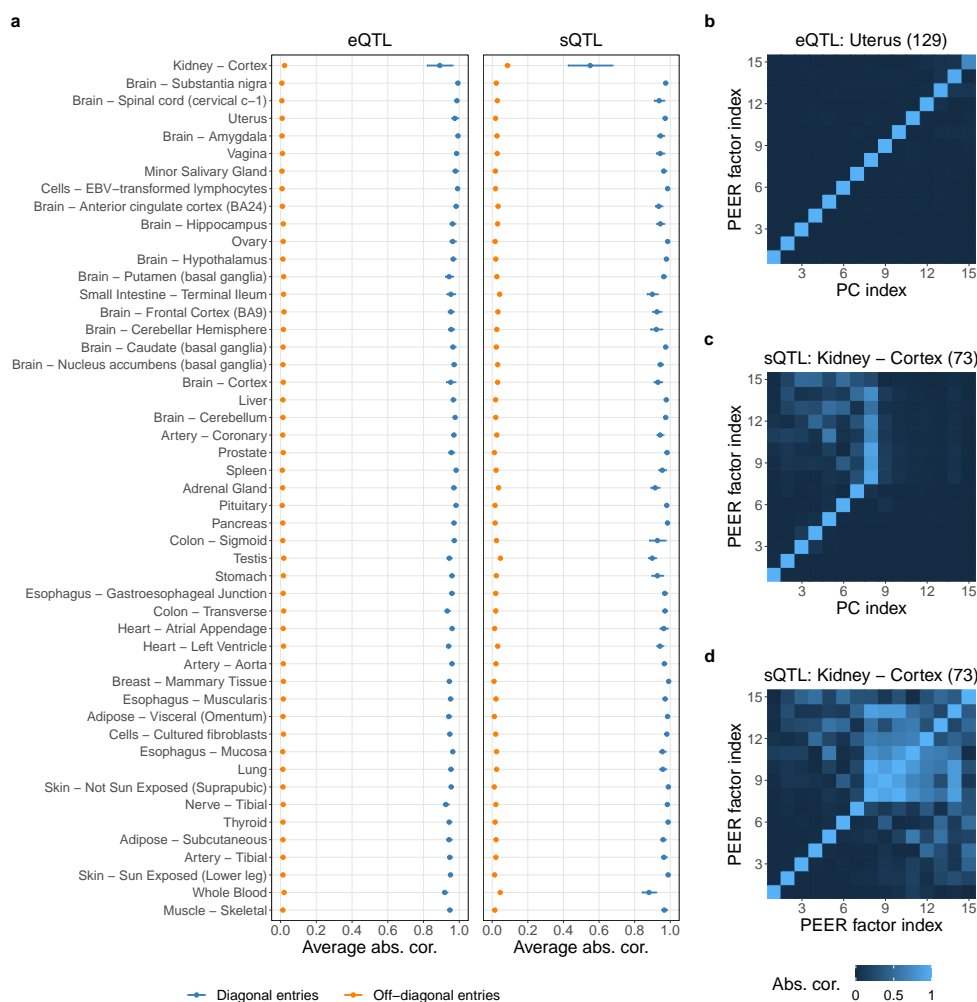 a
eQTL
sQTL
Kidney − Cortex
Brain − Substantia nigra
Brain − Spinal cord (cervical c−1)
Uterus
Brain − Amygdala
Vagina
Minor Salivary Gland
Cells − EBV−transformed lymphocytes
Brain − Anterior cingulate cortex (BA24)
Brain − Hippocampus
Ovary
Brain − Hypothalamus
Brain − Putamen (basal ganglia)
Small Intestine − Terminal Ileum
Brain − Frontal Cortex (BA9)
Brain − Cerebellar Hemisphere
Brain − Caudate (basal ganglia)
Brain − Nucleus accumbens (basal ganglia)
Brain − Cortex
Liver
Brain − Cerebellum
Artery − Coronary
Prostate
Spleen
Adrenal Gland
Pituitary
Pancreas
Colon − Sigmoid
Testis
Stomach
Esophagus − Gastroesophageal Junction
Colon − Transverse
Heart − Atrial Appendage
Heart − Left Ventricle
Artery − Aorta
Breast − Mammary Tissue
Esophagus − Muscularis
Adipose − Visceral (Omentum)
Cells − Cultured fibroblasts
Esophagus − Mucosa
Lung
Skin − Not Sun Exposed (Suprapubic)
Nerve − Tibial
Thyroid
Adipose − Subcutaneous
Artery − Tibial
Skin − Sun Exposed (Lower leg)
Whole Blood
Muscle − Skeletal
0.0 0.2 0.4 0.6 0.8 1.0
0.0 0.2 0.4 0.6 0.8 1.0
Average abs. cor.
Average abs. cor.
Diagonal entries
Off−diagonal entries
b
eQTL: Uterus (129)
PEER factor index
15
12
9
6
3
3 6 9 12 15
PC index
c
sQTL: Kidney − Cortex (73)
PEER factor index
15
12
9
6
3
3 6 9 12 15
PC index
d
sQTL: Kidney − Cortex (73)
PEER factor index
15
12
9
6
3
3 6 9 12 15
PEER factor index
Abs. cor.
0 0.5 1